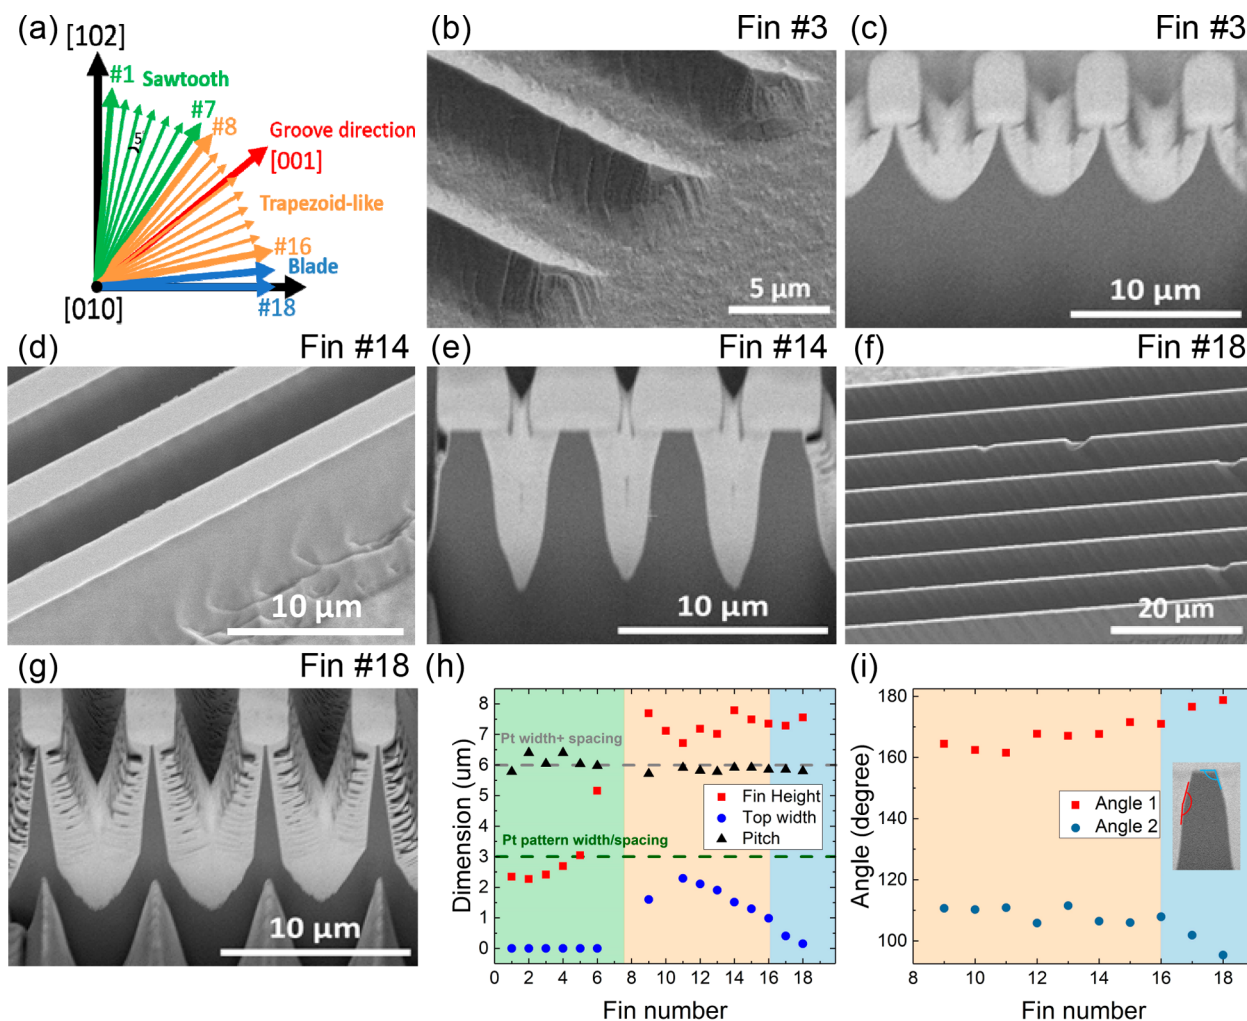 (a)
[102]
#1
Sawtooth
#7
#8
5
Groove direction
[001]
Trapezoid-like
#16
Blade
[010]
#18
(b) Fin #3
5 μm
(c) Fin #3
10 μm
(d) Fin #14
10 μm
(e) Fin #14
10 μm
(f) Fin #18
20 μm
(g) Fin #18
10 μm
(h)
Dimension (um)
8
7
6
5
4
3
2
1
0
Pt width+ spacing
Fin Height
Top width
Pitch
Pt pattern width/spacing
0 2 4 6 8 10 12 14 16 18
Fin number
(i)
Angle (degree)
180
160
140
120
100
Angle 1
Angle 2
8 10 12 14 16 18
Fin number